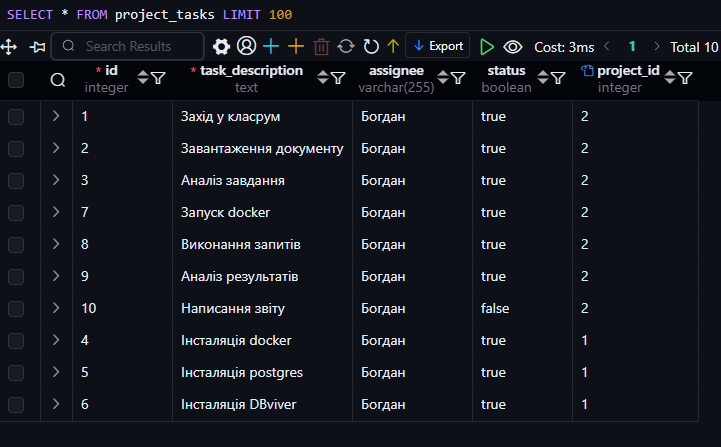 SELECT * FROM project_tasks LIMIT 100
Search Results Export Cost: 3ms 1 Total 10
* id * task_description assignee status project_id
integer text varchar(255) boolean integer
1 Захід у класрум Богдан true 2
2 Завантаження документу Богдан true 2
3 Аналіз завдання Богдан true 2
7 Запуск docker Богдан true 2
8 Виконання запитів Богдан true 2
9 Аналіз результатів Богдан true 2
10 Написання звіту Богдан false 2
4 Інсталяція docker Богдан true 1
5 Інсталяція postgres Богдан true 1
6 Інсталяція DBviver Богдан true 1